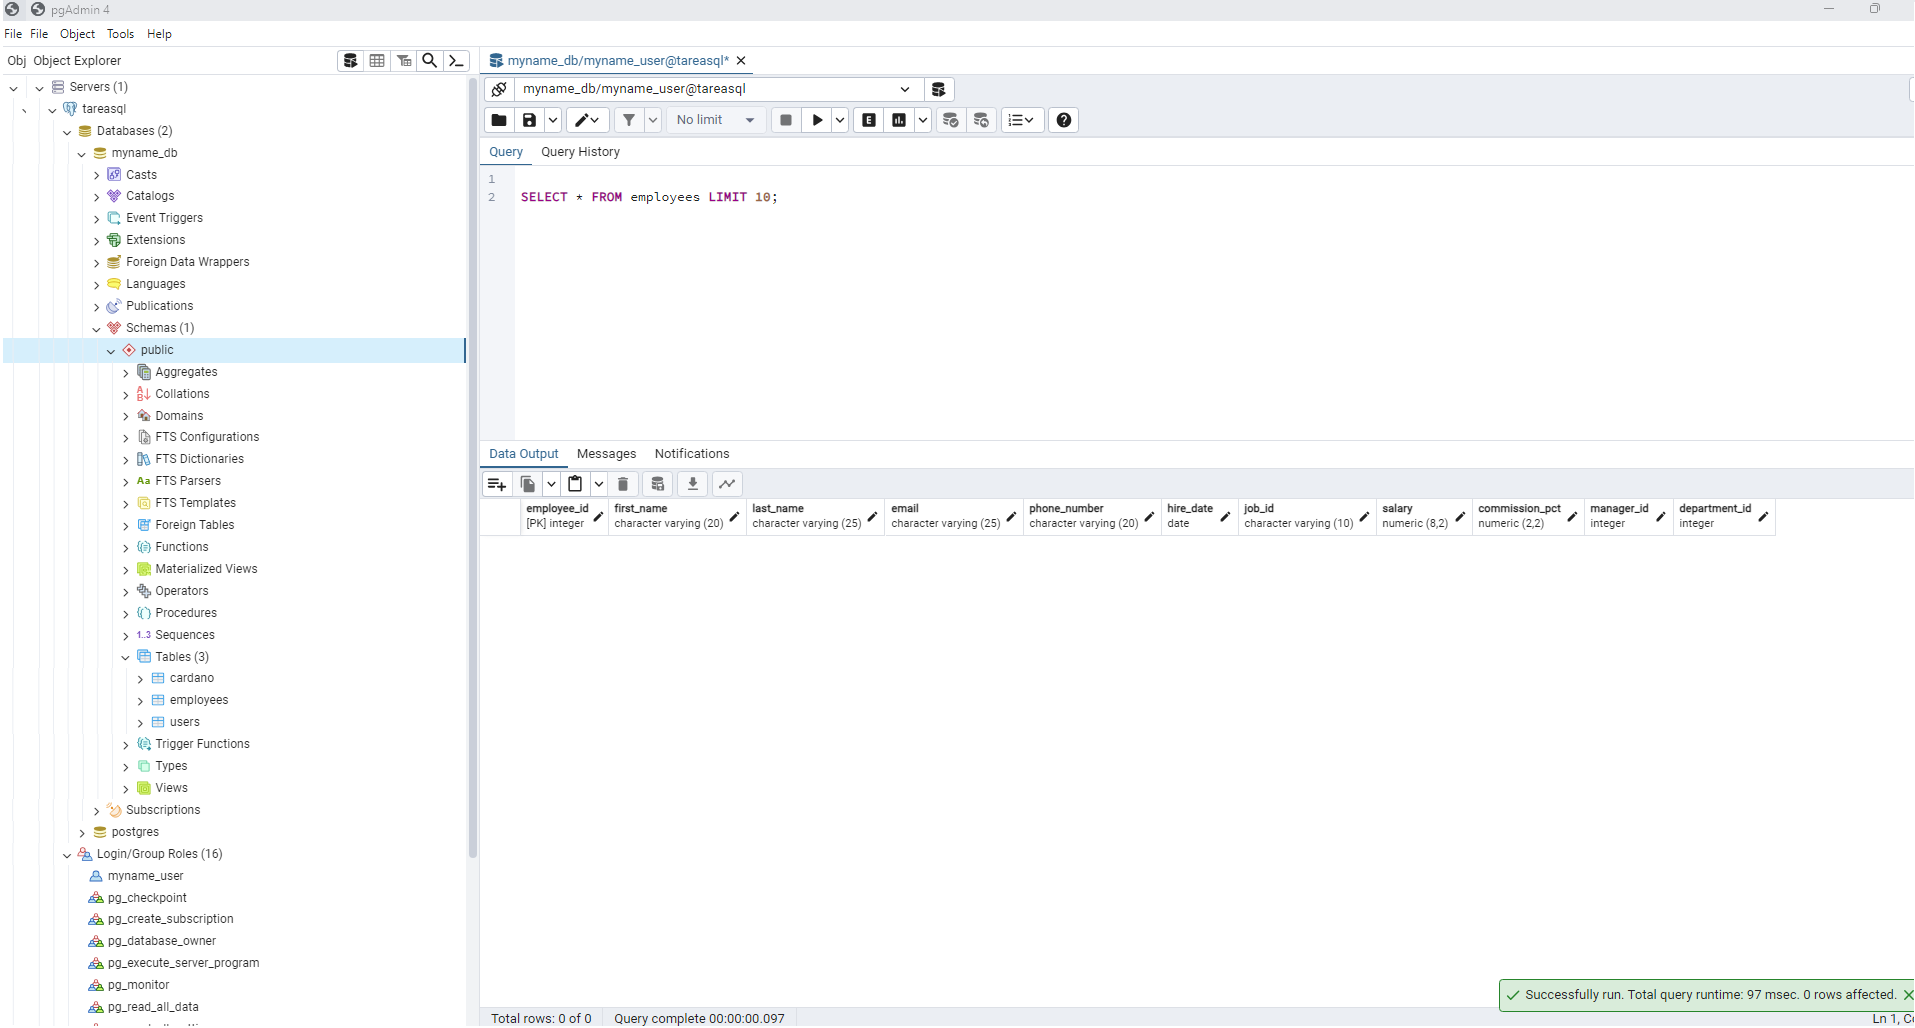 pgAdmin 4
File File Object Tools Help
Obj Object Explorer
Servers (1)
tareasql
Databases (2)
myname_db
Casts
Catalogs
Event Triggers
Extensions
Foreign Data Wrappers
Languages
Publications
Schemas (1)
public
Aggregates
Collations
Domains
FTS Configurations
FTS Dictionaries
Aa FTS Parsers
FTS Templates
Foreign Tables
Functions
Materialized Views
Operators
Procedures
1..3 Sequences
Tables (3)
cardano
employees
users
Trigger Functions
Types
Views
Subscriptions
postgres
Login/Group Roles (16)
myname_user
pg_checkpoint
pg_create_subscription
pg_database_owner
pg_execute_server_program
pg_monitor
pg_read_all_data
myname_db/myname_user@tareasql*
myname_db/myname_user@tareasql
No limit
E
Query Query History
1
2 SELECT * FROM employees LIMIT 10;
Data Output Messages Notifications
employee_id first_name last_name email phone_number hire_date job_id salary commission_pct manager_id department_id
[PK] integer character varying (20) character varying (25) character varying (25) character varying (20) date character varying (10) numeric (8,2) numeric (2,2) integer integer
Successfully run. Total query runtime: 97 msec. 0 rows affected.
Total rows: 0 of 0 Query complete 00:00:00.097 Ln 1, C